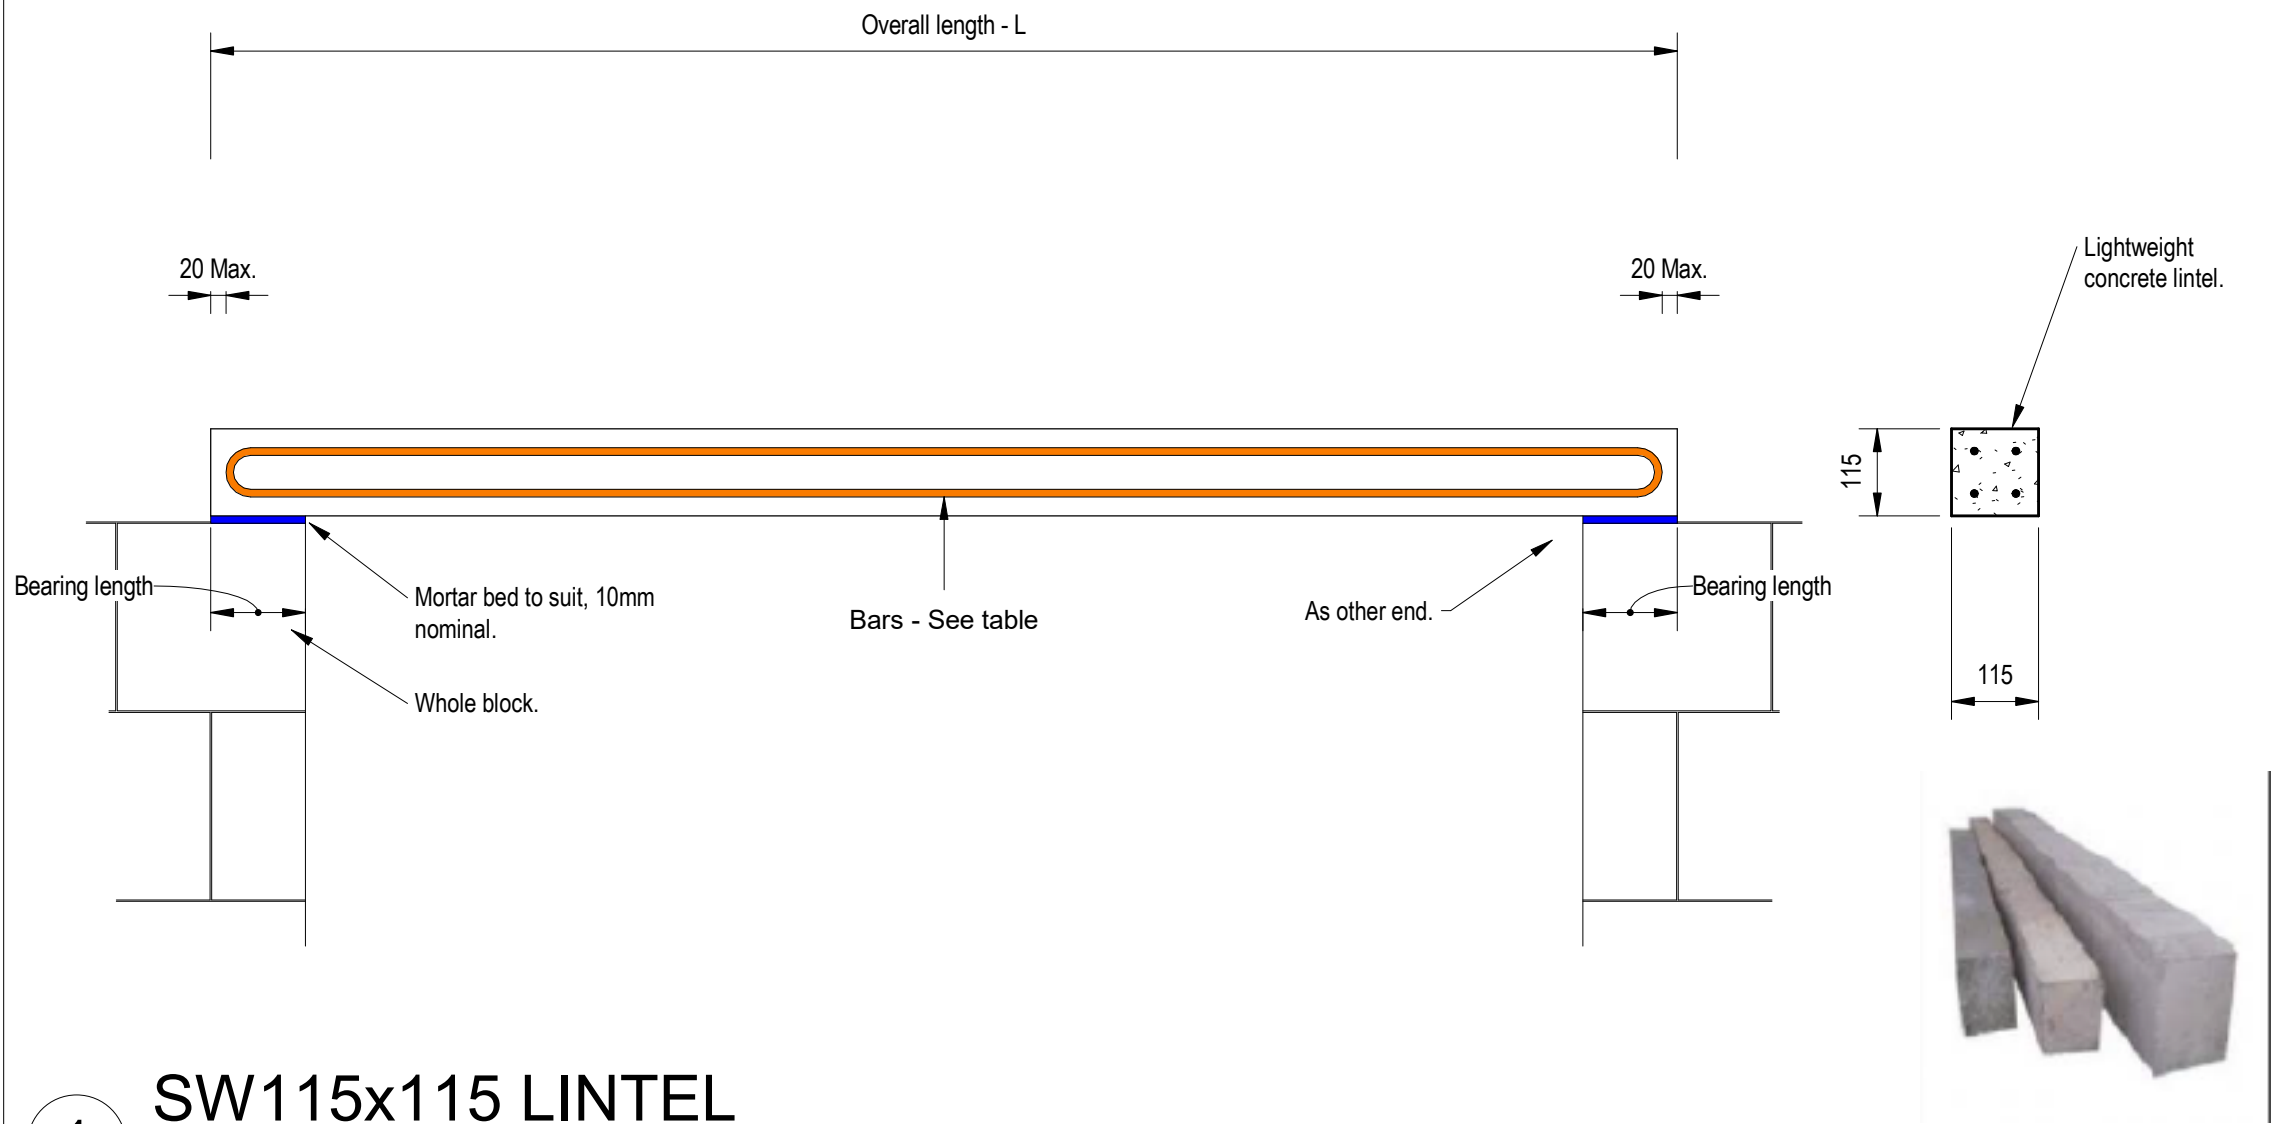 Overall length - L
20 Max.
20 Max.
Lightweight
concrete lintel.
115
Bearing length
Mortar bed to suit, 10mm
nominal.
Bars - See table
As other end.
Bearing length
Whole block.
115
SW115x115 LINTEL